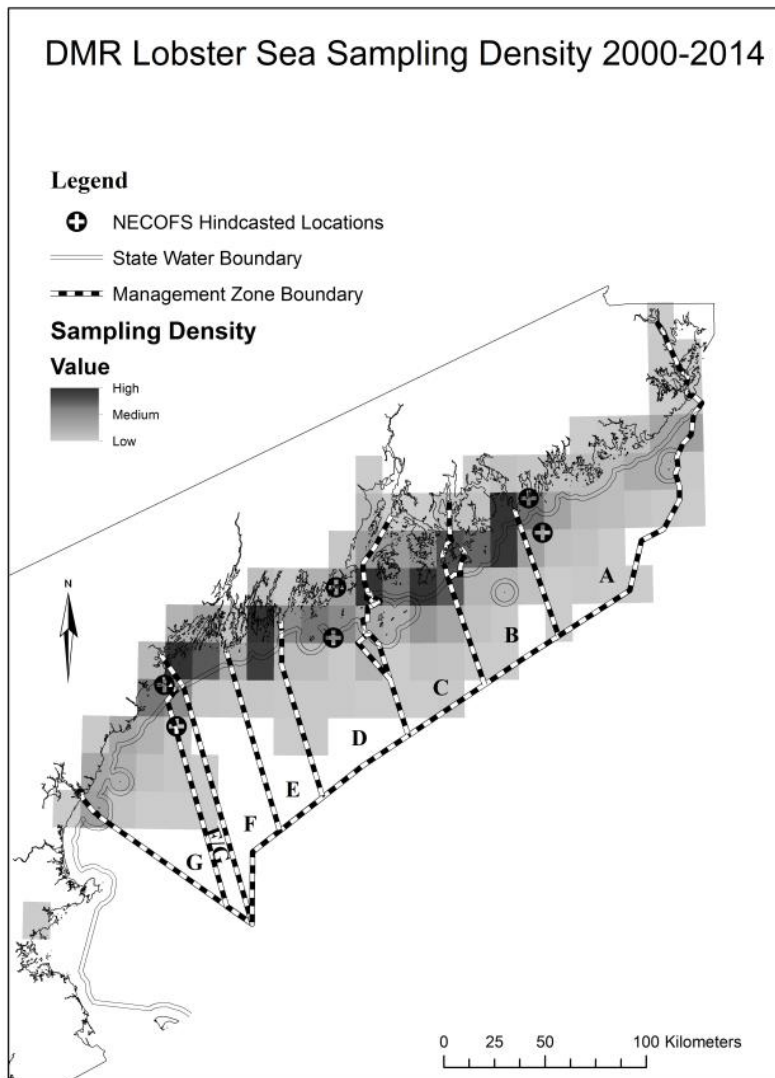 DMR Lobster Sea Sampling Density 2000-2014
Legend
NECOFS Hindcasted Locations
State Water Boundary
Management Zone Boundary
Sampling Density
Value
High
Medium
Low
N
A
B
C
D
E
F
F/G
G
0 25 50 100 Kilometers